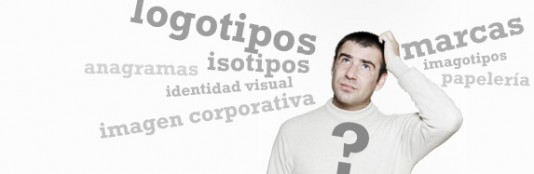 logotipos
isotipos
anagramas
identidad visual
imagen corporativa
marcas
imagotipos
papelería
?